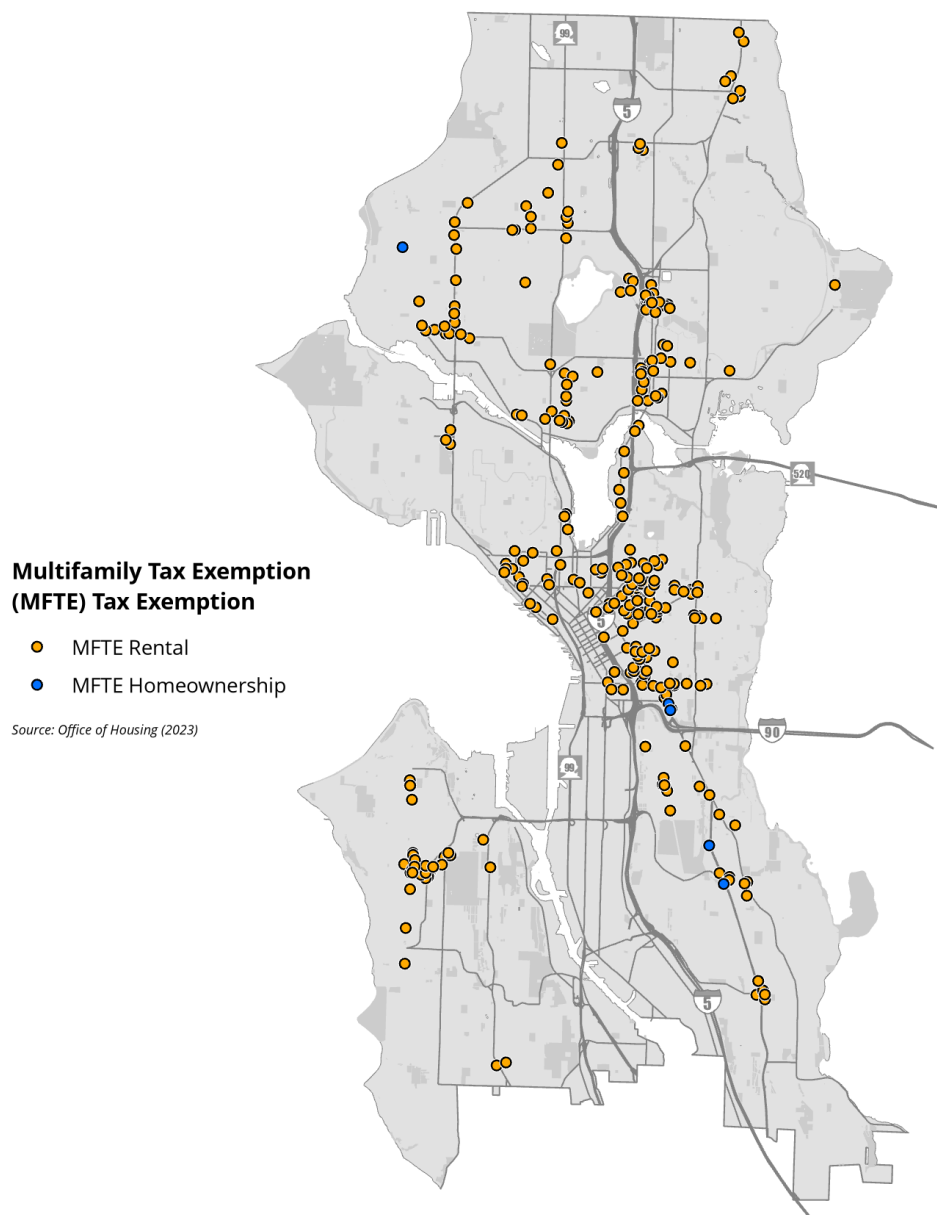 99
5
520
Multifamily Tax Exemption
(MFTE) Tax Exemption
MFTE Rental
5
MFTE Homeownership
Source: Office of Housing (2023)
90
99
5